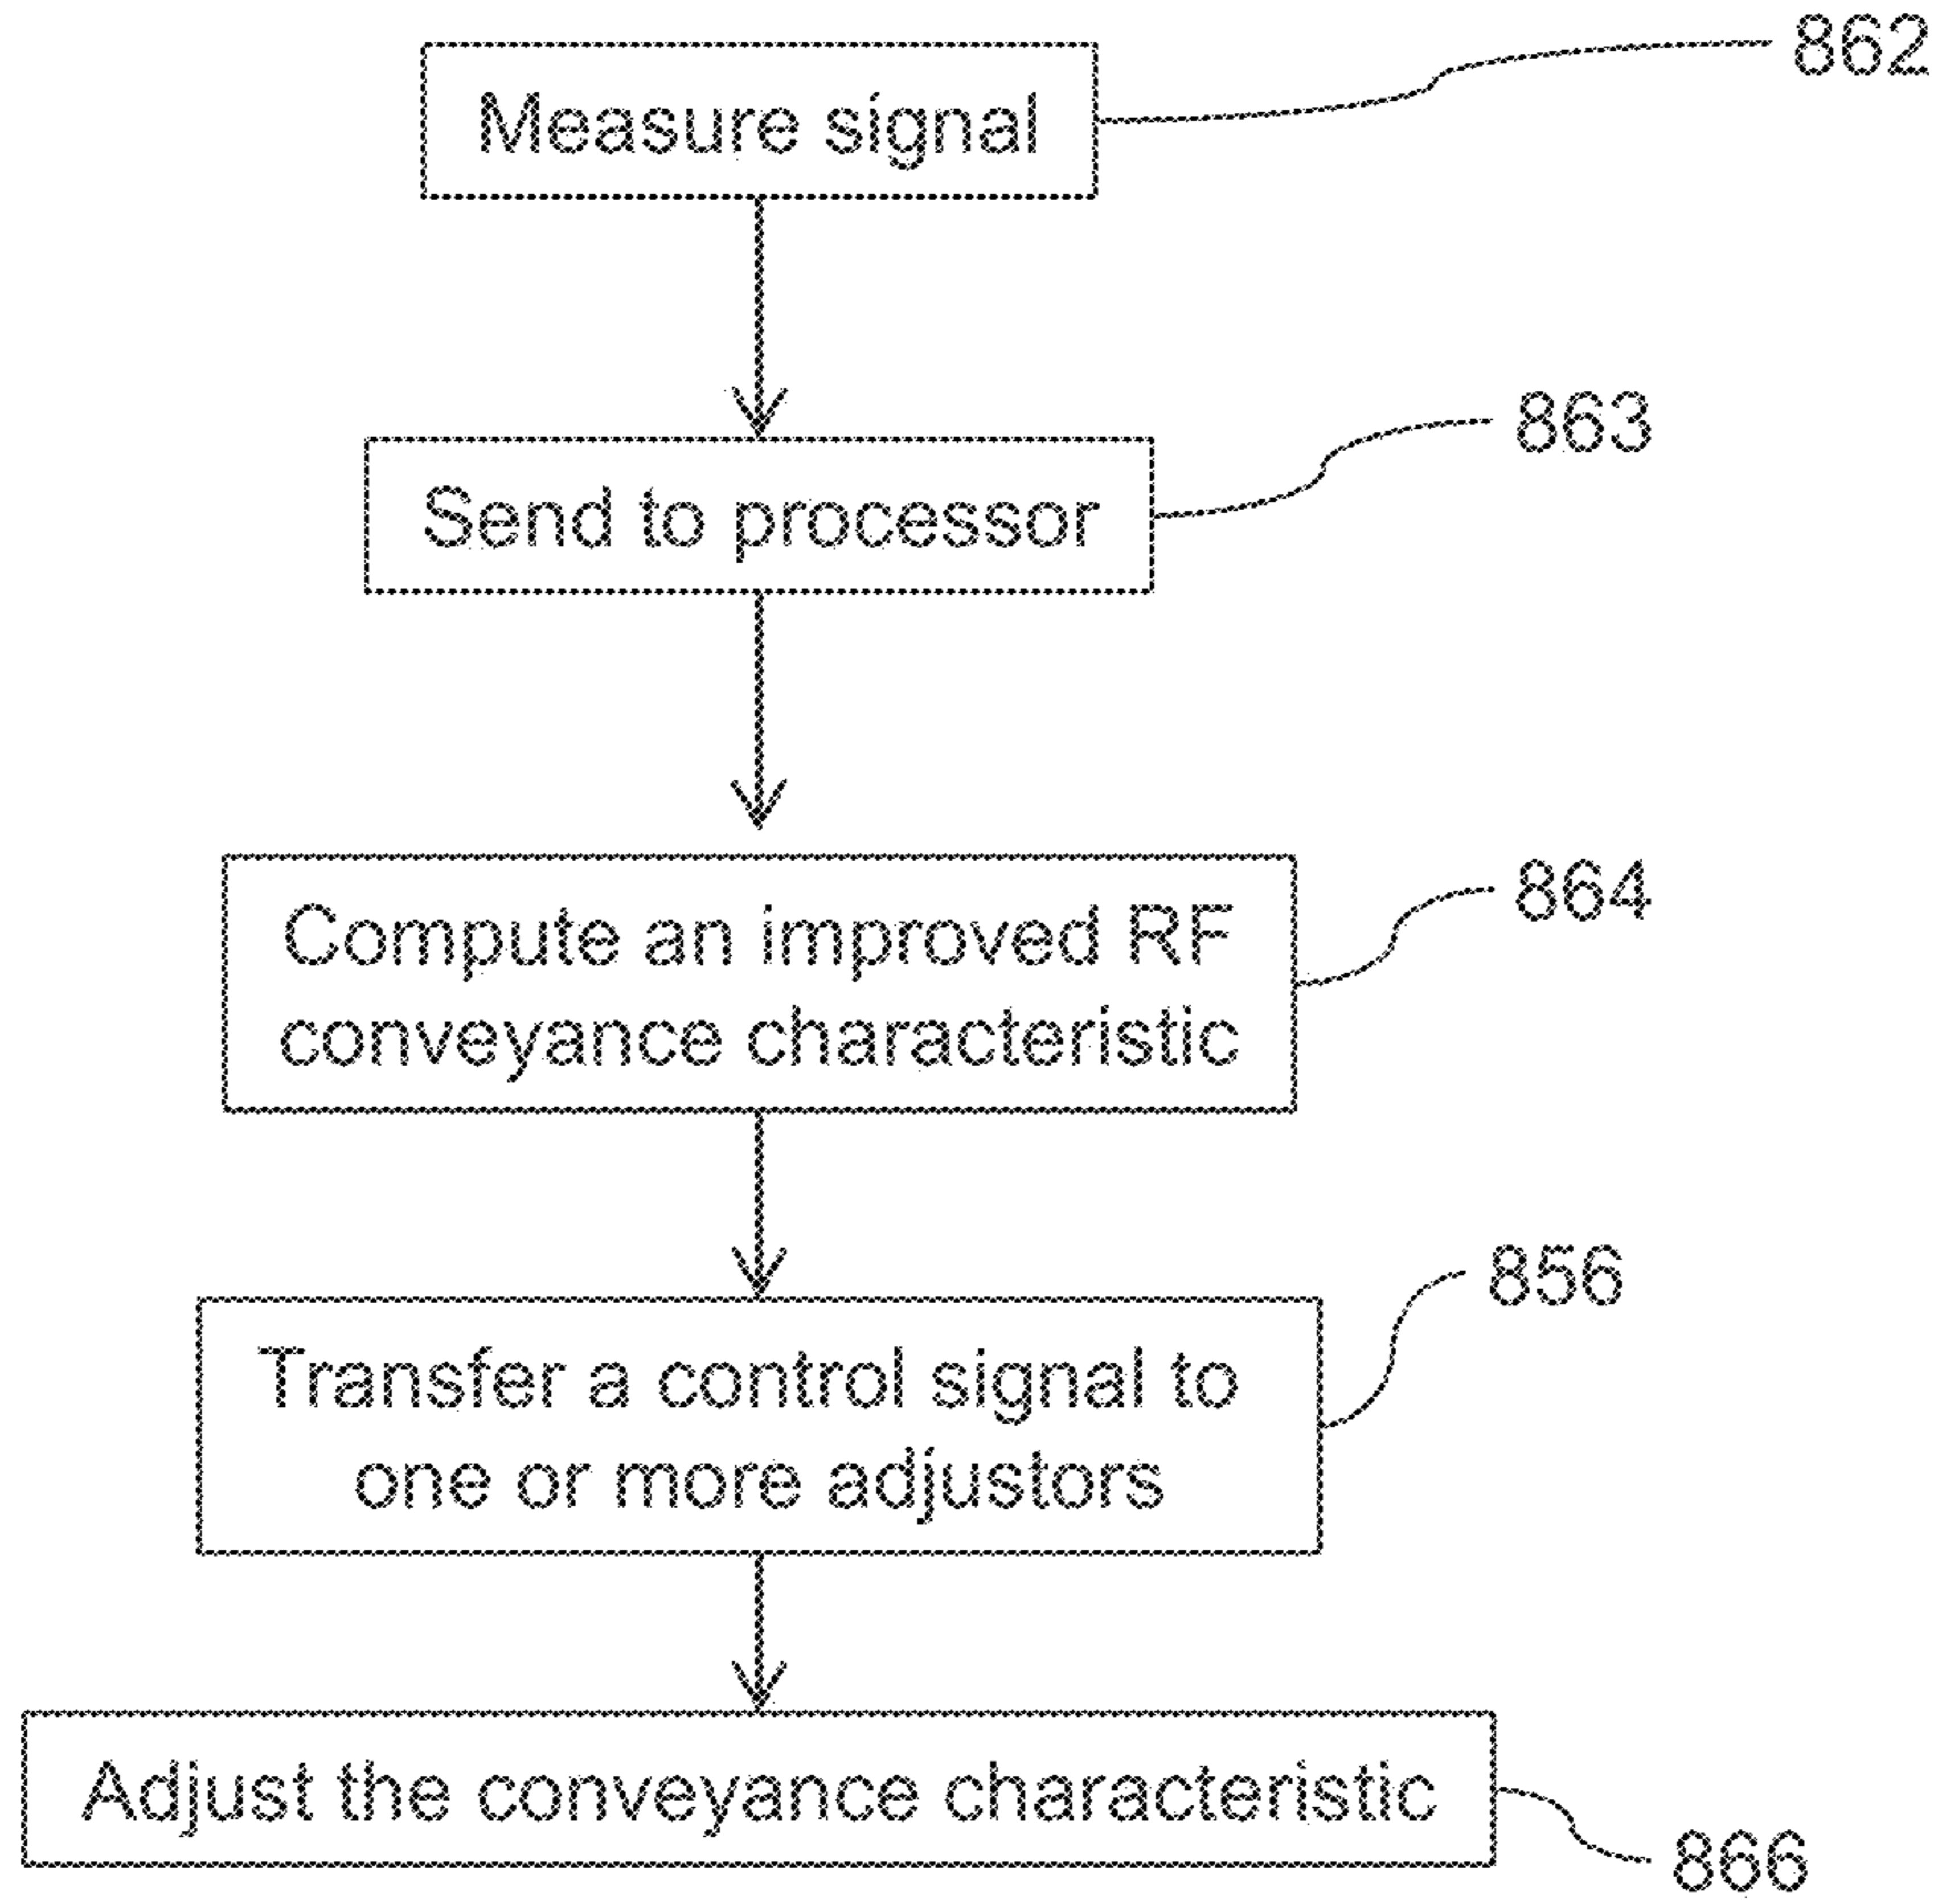 862
Measure signal
863
Send to processor
864
Compute an improved RF
conveyance characteristic
856
Transfer a control signal to
one or more adjustors
Adjust the conveyance characteristic
866